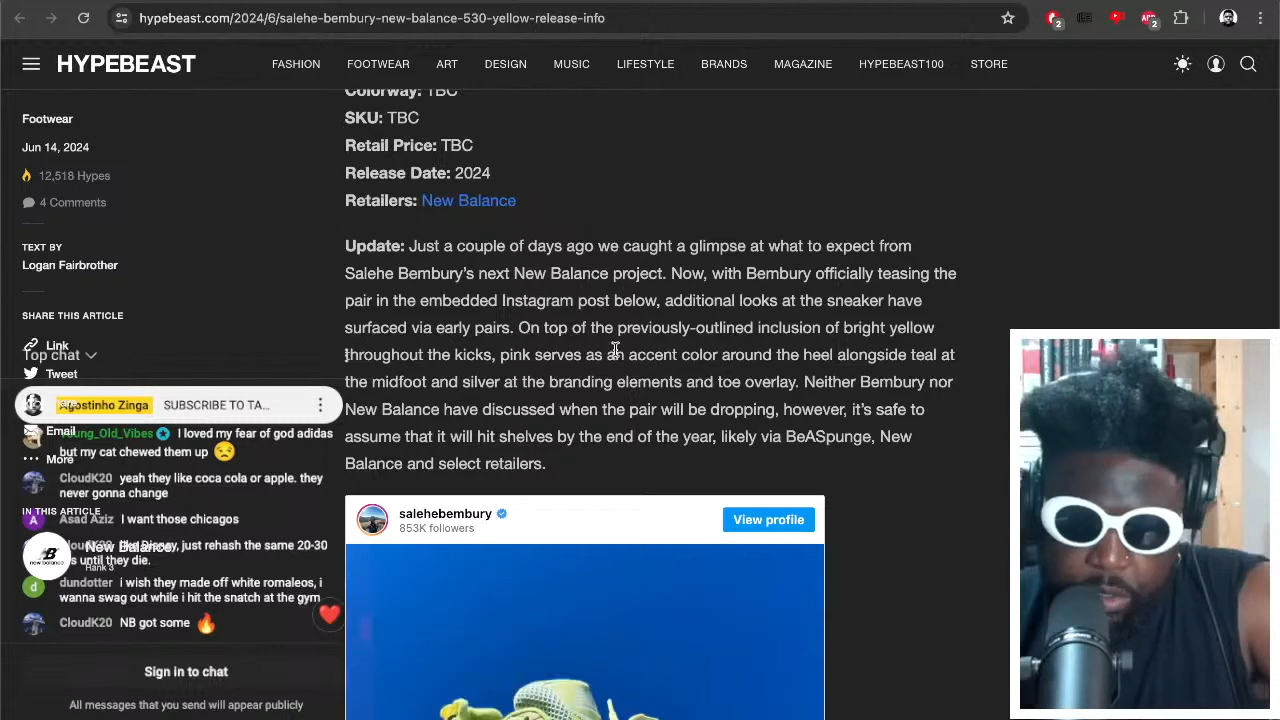 hypebeast.com/2024/6/salehe-bembury-new-balance-530-yellow-release-info
2
2
HYPEBEAST
FASHION FOOTWEAR ART DESIGN MUSIC LIFESTYLE BRANDS MAGAZINE HYPEBEAST100 STORE
Footwear
Jun 14, 2024
12,518 Hypes
4 Comments
TEXT BY
Logan Fairbrother
SHARE THIS ARTICLE
Link
Top chat
Tweet
Agostinho Zinga SUBSCRIBE TO TA...
Email
Young_Old_Vibes I loved my fear of god adidas
but my cat chewed them up
More
CloudK20 yeah they like coca cola or apple. they
never gonna change
IN THIS ARTICLE
Asad Aziz I want those chicagos
New Balance
like Disney, just rehash the same 20-30
until they die.
Rank 3
dundotter i wish they made off white romaleos, i
wanna swag out while i hit the snatch at the gym
CloudK20 NB got some
Sign in to chat
All messages that you send will appear publicly
Colorway: TBC
SKU: TBC
Retail Price: TBC
Release Date: 2024
Retailers: New Balance
Update: Just a couple of days ago we caught a glimpse at what to expect from
Salehe Bembury’s next New Balance project. Now, with Bembury officially teasing the
pair in the embedded Instagram post below, additional looks at the sneaker have
surfaced via early pairs. On top of the previously-outlined inclusion of bright yellow
throughout the kicks, pink serves as an accent color around the heel alongside teal at
the midfoot and silver at the branding elements and toe overlay. Neither Bembury nor
New Balance have discussed when the pair will be dropping, however, it’s safe to
assume that it will hit shelves by the end of the year, likely via BeASpunge, New
Balance and select retailers.
salehebembury
853K followers
View profile